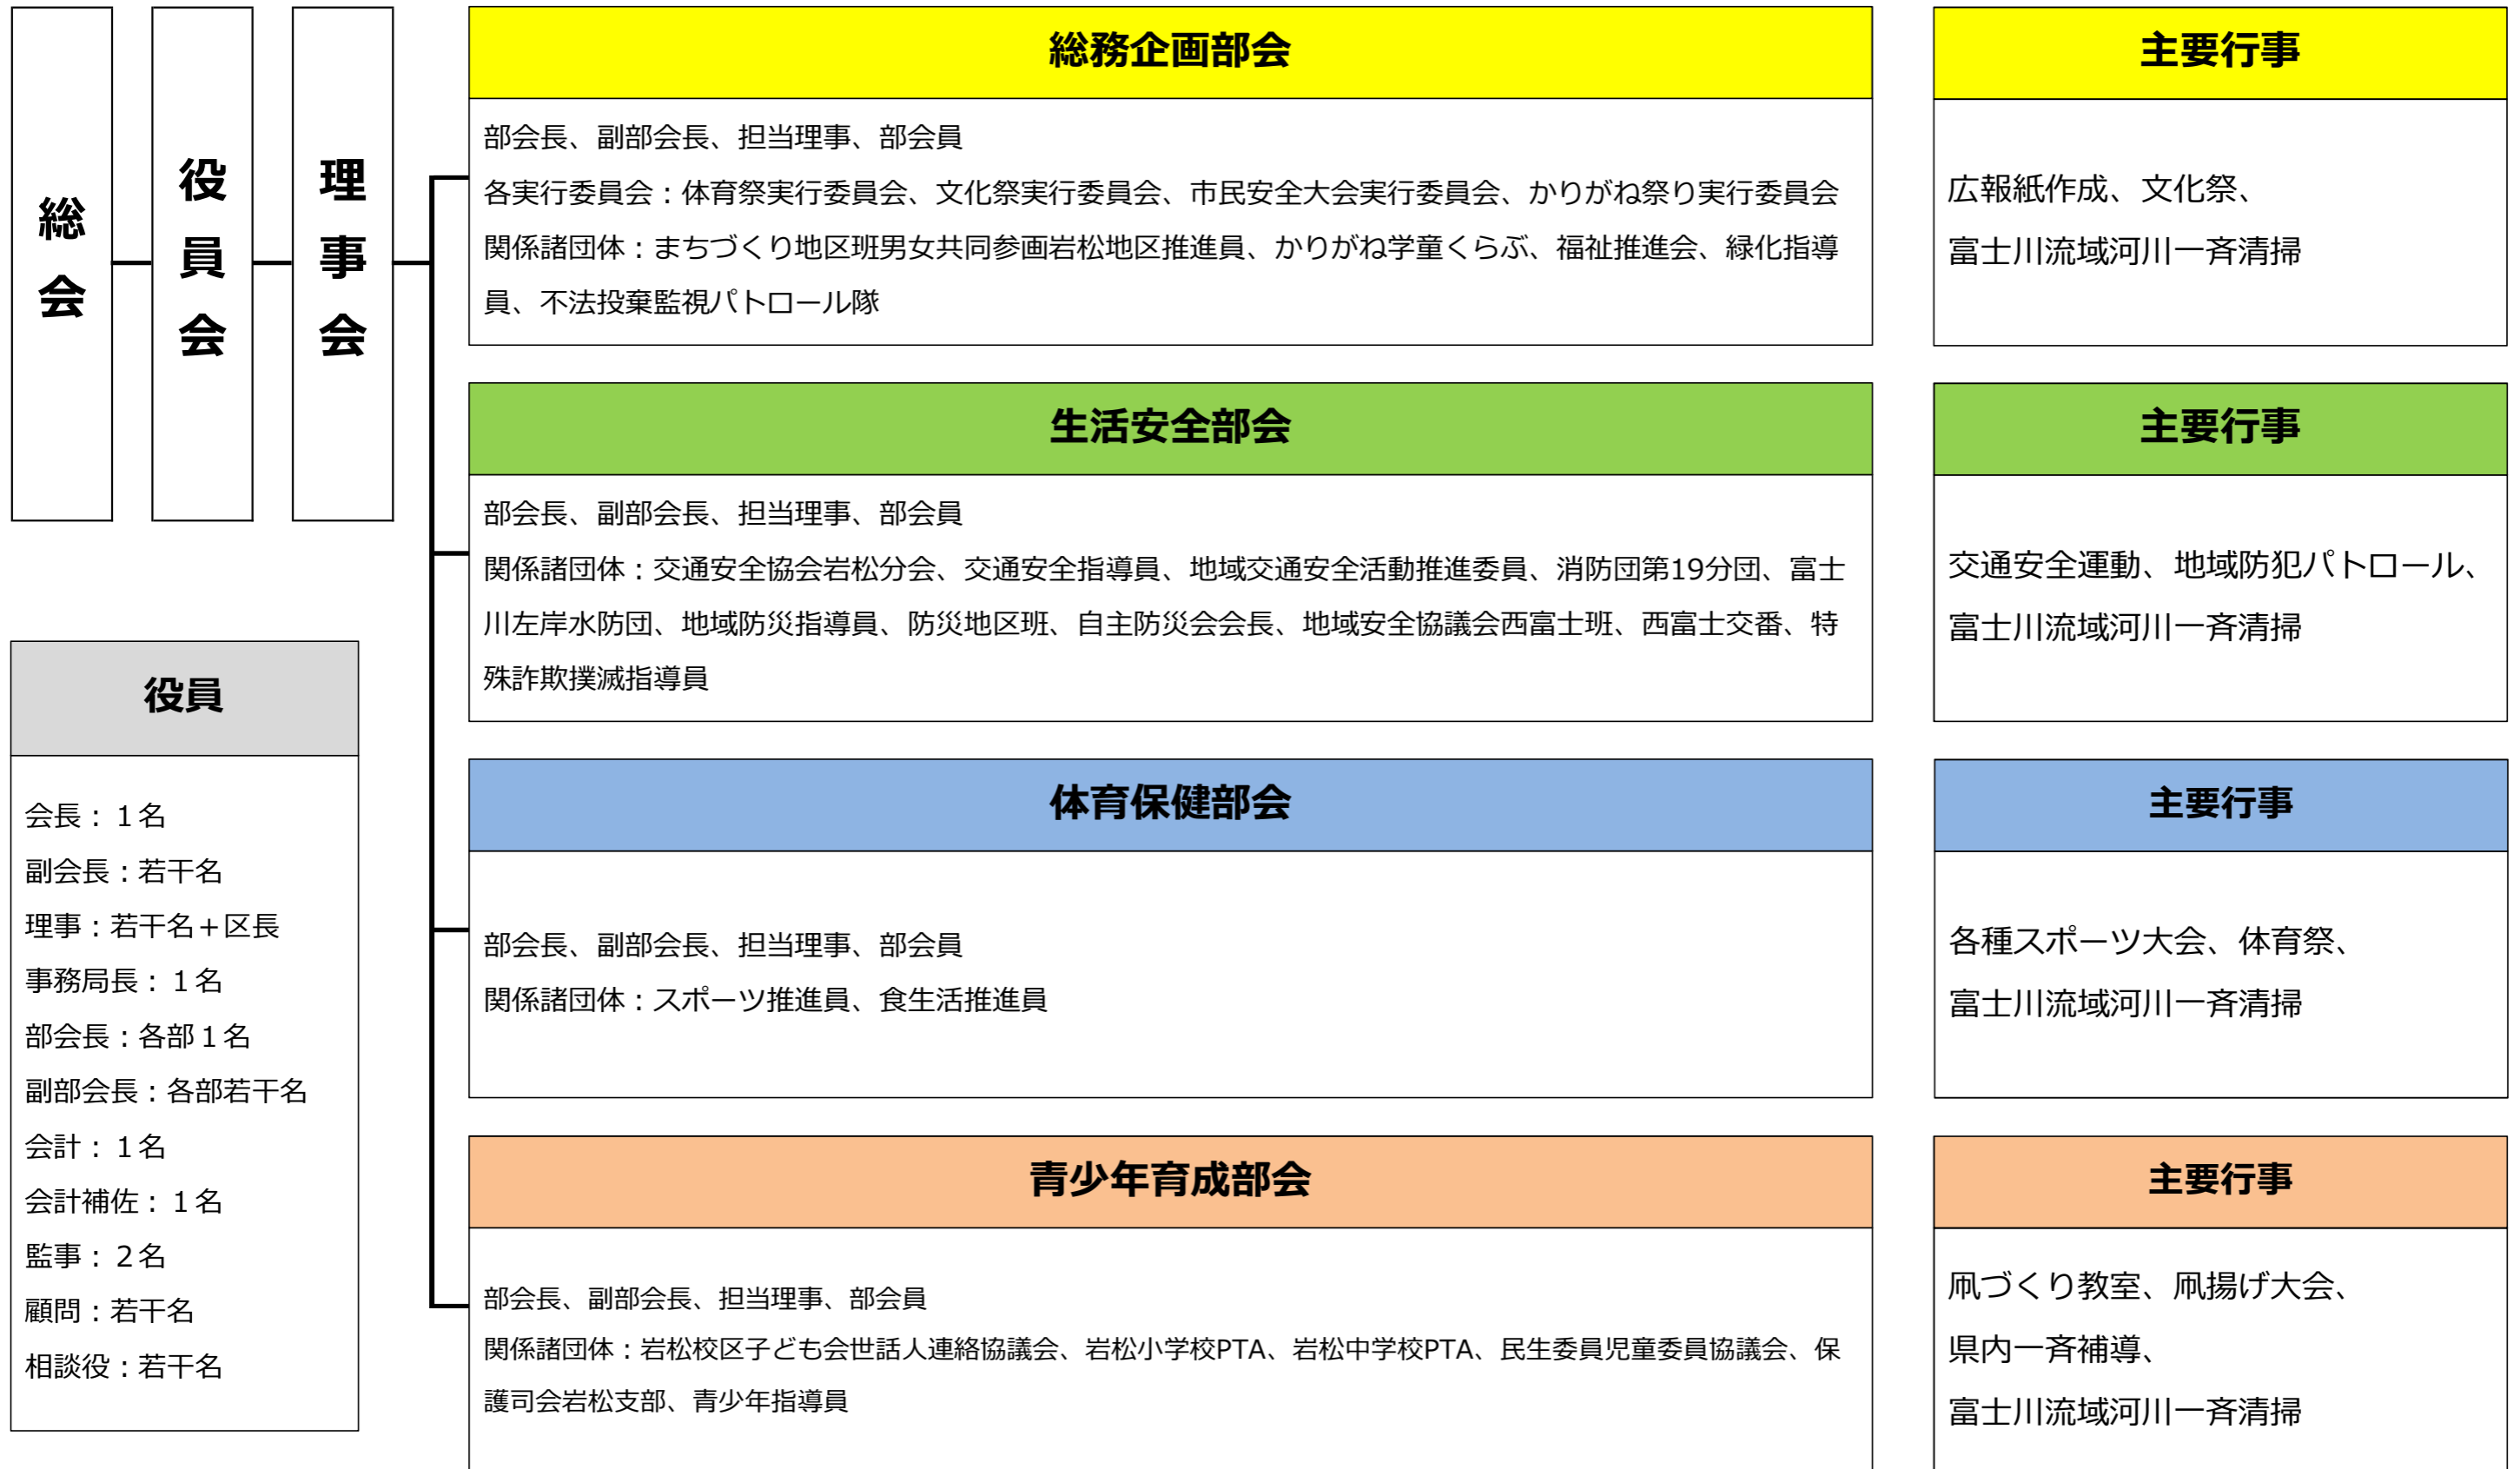 総会
役員会
理事会
総務企画部会
部会長、副部会長、担当理事、部会員
各実行委員会：体育祭実行委員会、文化祭実行委員会、市民安全大会実行委員会、かりがね祭り実行委員会
関係諸団体：まちづくり地区班男女共同参画岩松地区推進員、かりがね学童くらぶ、福祉推進会、緑化指導
員、不法投棄監視パトロール隊
主要行事
広報紙作成、文化祭、
富士川流域河川一斉清掃
生活安全部会
部会長、副部会長、担当理事、部会員
関係諸団体：交通安全協会岩松分会、交通安全指導員、地域交通安全活動推進委員、消防団第19分団、富士
川左岸水防団、地域防災指導員、防災地区班、自主防災会会長、地域安全協議会西富士班、西富士交番、特
殊詐欺撲滅指導員
主要行事
交通安全運動、地域防犯パトロール、
富士川流域河川一斉清掃
体育保健部会
部会長、副部会長、担当理事、部会員
関係諸団体：スポーツ推進員、食生活推進員
主要行事
各種スポーツ大会、体育祭、
富士川流域河川一斉清掃
青少年育成部会
部会長、副部会長、担当理事、部会員
関係諸団体：岩松校区子ども会世話人連絡協議会、岩松小学校PTA、岩松中学校PTA、民生委員児童委員協議会、保
護司会岩松支部、青少年指導員
主要行事
凧づくり教室、凧揚げ大会、
県内一斉補導、
富士川流域河川一斉清掃
役員
会長：１名
副会長：若干名
理事：若干名＋区長
事務局長：１名
部会長：各部１名
副部会長：各部若干名
会計：１名
会計補佐：１名
監事：２名
顧問：若干名
相談役：若干名